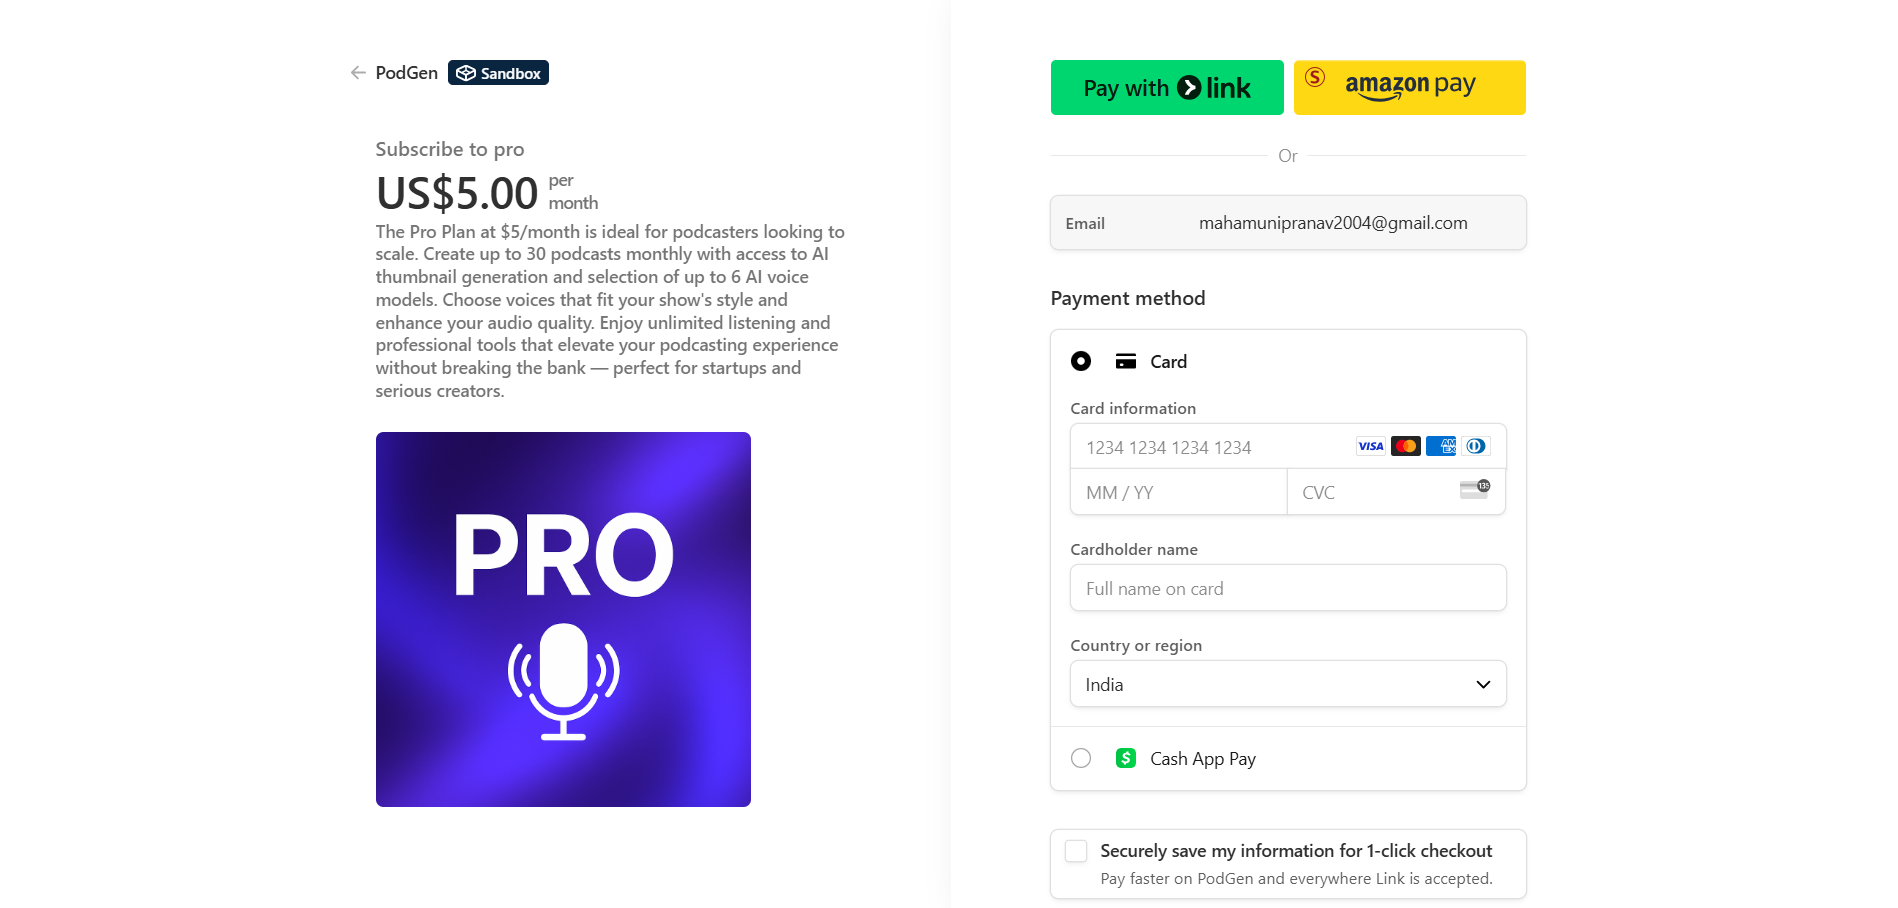 PodGen
Sandbox
Subscribe to pro
US$5.00
per
month
The Pro Plan at $5/month is ideal for podcasters looking to
scale. Create up to 30 podcasts monthly with access to AI
thumbnail generation and selection of up to 6 AI voice
models. Choose voices that fit your show's style and
enhance your audio quality. Enjoy unlimited listening and
professional tools that elevate your podcasting experience
without breaking the bank — perfect for startups and
serious creators.
PRO
Pay with link
S
amazon pay
Or
Email
mahamunipranav2004@gmail.com
Payment method
Card
Card information
1234 1234 1234 1234
VISA
AMEX
MM / YY
CVC
135
Cardholder name
Full name on card
Country or region
India
$
Cash App Pay
Securely save my information for 1-click checkout
Pay faster on PodGen and everywhere Link is accepted.